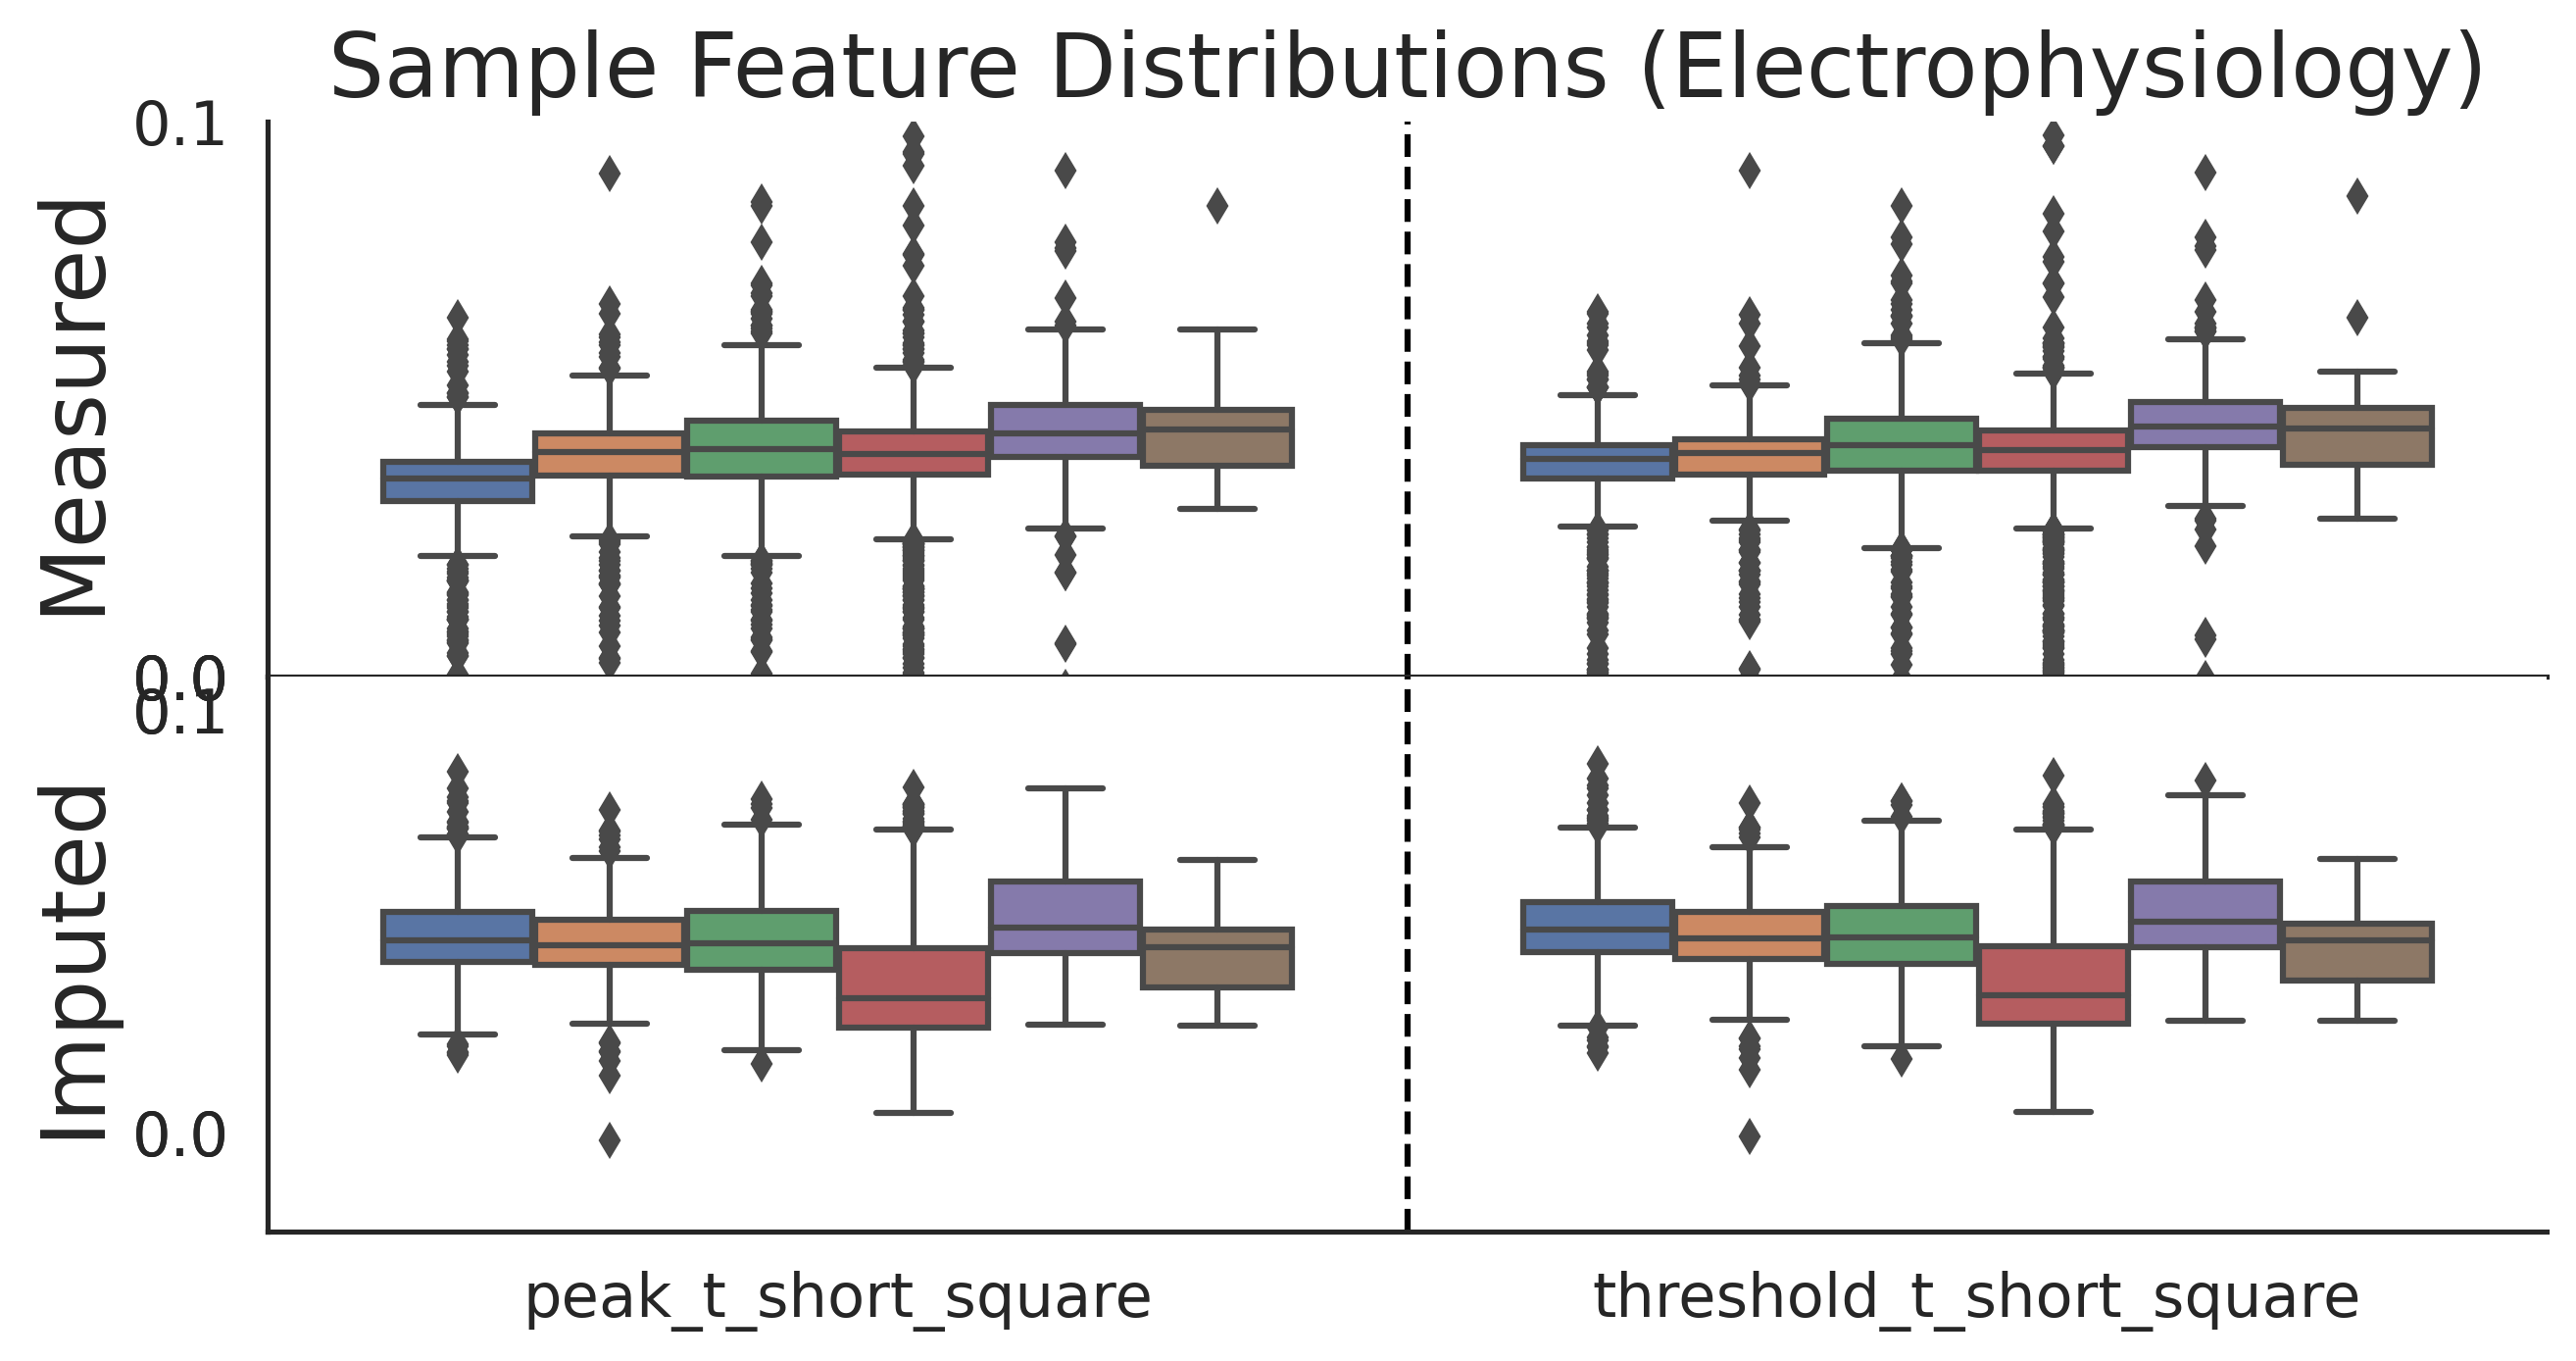 Sample Feature Distributions (Electrophysiology)
0.1
Measured
0.0
0.1
Imputed
0.0
peak_t_short_square
threshold_t_short_square